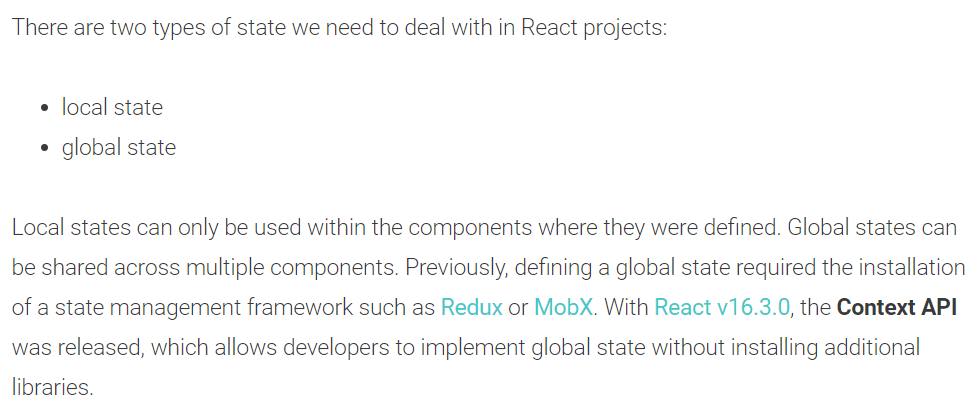 There are two types of state we need to deal with in React projects:
• local state
• global state
Local states can only be used within the components where they were defined. Global states can
be shared across multiple components. Previously, defining a global state required the installation
of a state management framework such as Redux or MobX. With React v16.3.0, the Context API
was released, which allows developers to implement global state without installing additional
libraries.